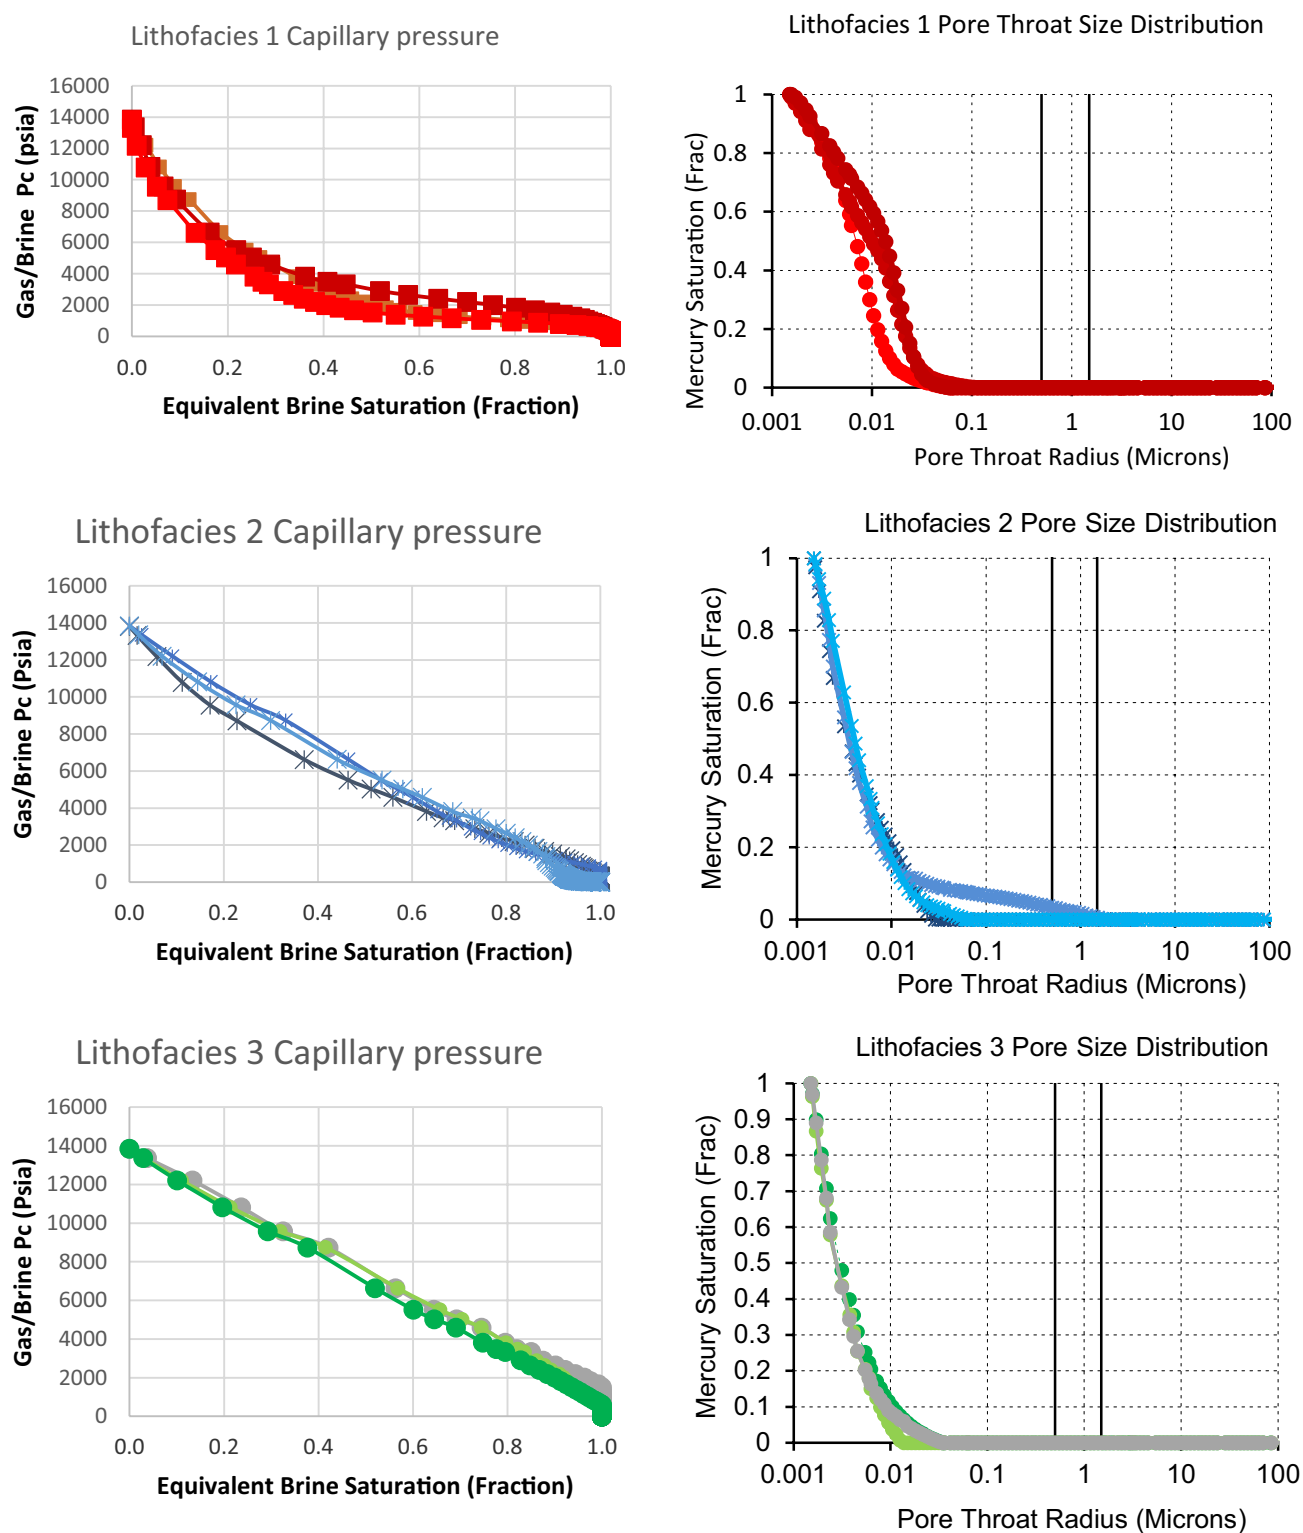 Lithofacies 1 Capillary pressure
Gas/Brine Pc (psia)
16000
14000
12000
10000
8000
6000
4000
2000
0
0.0 0.2 0.4 0.6 0.8 1.0
Equivalent Brine Saturation (Fraction)
Lithofacies 1 Pore Throat Size Distribution
Mercury Saturation (Frac)
1
0.8
0.6
0.4
0.2
0
0.001 0.01 0.1 1 10 100
Pore Throat Radius (Microns)
Lithofacies 2 Capillary pressure
Gas/Brine Pc (Psia)
16000
14000
12000
10000
8000
6000
4000
2000
0
0.0 0.2 0.4 0.6 0.8 1.0
Equivalent Brine Saturation (Fraction)
Lithofacies 2 Pore Size Distribution
Mercury Saturation (Frac)
1
0.8
0.6
0.4
0.2
0
0.001 0.01 0.1 1 10 100
Pore Throat Radius (Microns)
Lithofacies 3 Capillary pressure
Gas/Brine Pc (Psia)
16000
14000
12000
10000
8000
6000
4000
2000
0
0.0 0.2 0.4 0.6 0.8 1.0
Equivalent Brine Saturation (Fraction)
Lithofacies 3 Pore Size Distribution
Mercury Saturation (Frac)
1
0.9
0.8
0.7
0.6
0.5
0.4
0.3
0.2
0.1
0
0.001 0.01 0.1 1 10 100
Pore Throat Radius (Microns)